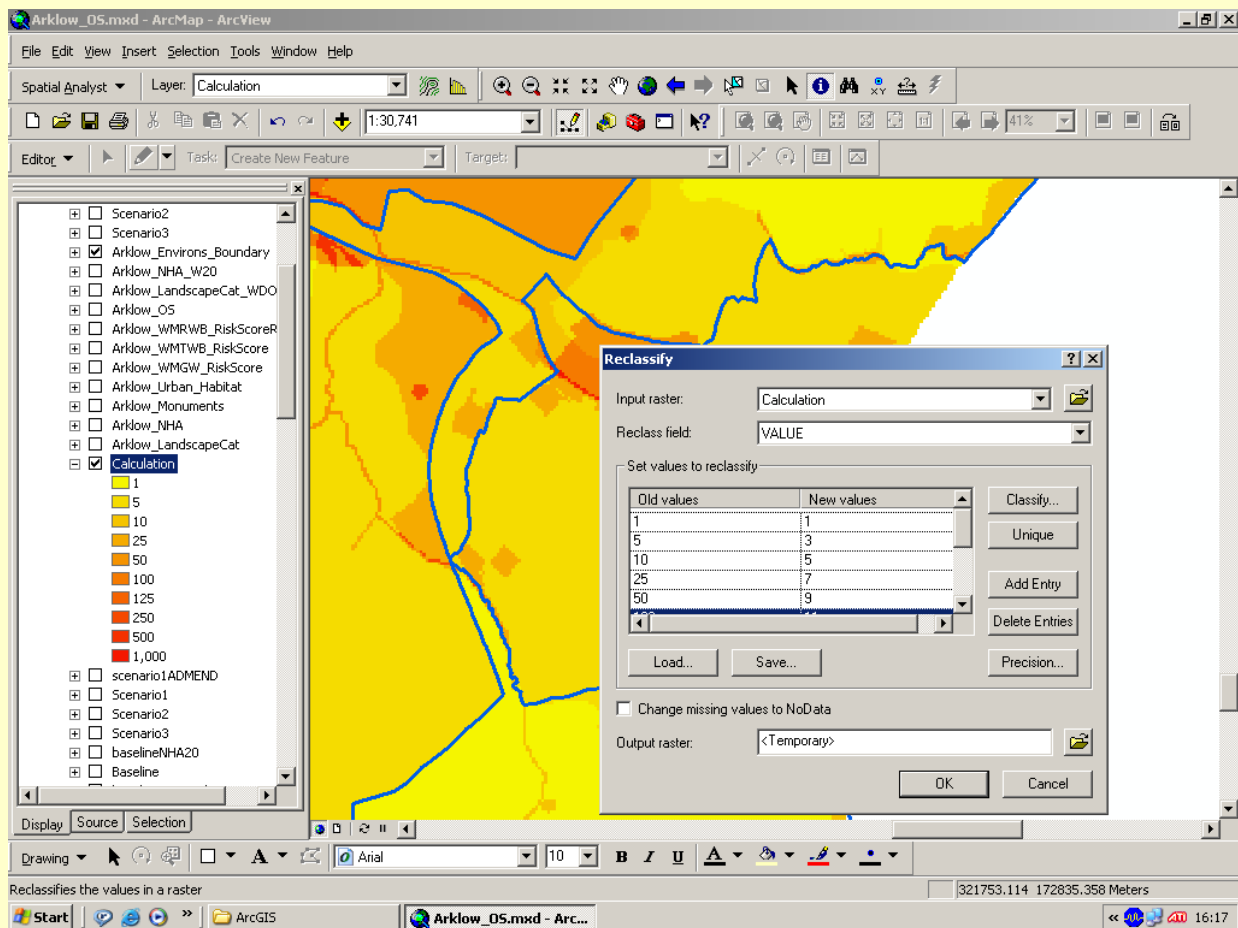 Arklow_OS.mxd - ArcMap - ArcView
File Edit View Insert Selection Tools Window Help
Spatial Analyst Layer: Calculation
1:30,741 41%
Editor Task: Create New Feature Target:
Scenario2
Scenario3
Arklow_Environs_Boundary
Arklow_NHA_W20
Arklow_LandscapeCat_WDO
Arklow_OS
Arklow_WMRWB_RiskScoreR
Arklow_WMTWB_RiskScore
Arklow_WMGW_RiskScore
Arklow_Urban_Habitat
Arklow_Monuments
Arklow_NHA
Arklow_LandscapeCat
Calculation
1
5
10
25
50
100
125
250
500
1,000
scenario1ADMEND
Scenario1
Scenario2
Scenario3
baselineNHA20
Baseline
Display Source Selection
Reclassify
Input raster: Calculation
Reclass field: VALUE
Set values to reclassify
Old values New values
1 1
5 3
10 5
25 7
50 9
Classify...
Unique
Add Entry
Delete Entries
Load... Save... Precision...
Change missing values to NoData
Output raster: <Temporary>
OK Cancel
Drawing A Arial 10 B I U A
Reclassifies the values in a raster 321753.114 172835.358 Meters
Start ArcGIS Arklow_OS.mxd - Arc... 16:17